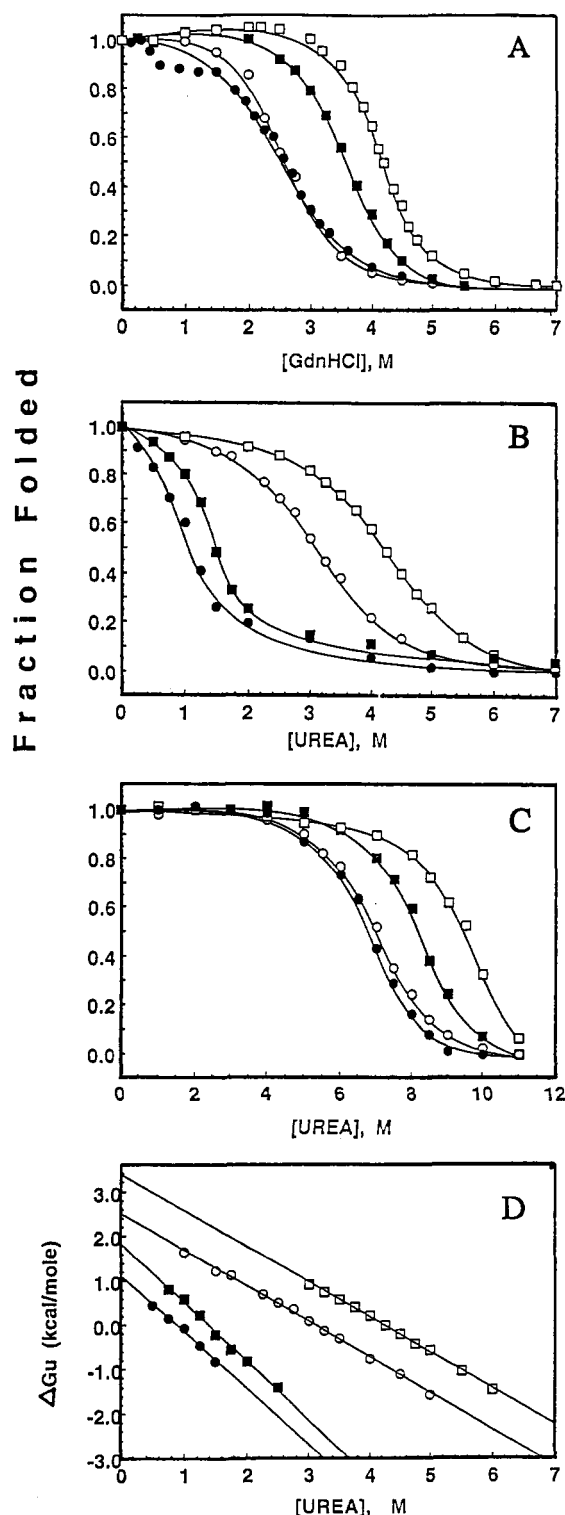 A
1.0
0.8
0.6
0.4
0.2
0.0
0 1 2 3 4 5 6 7
[GdnHCl], M
Fraction Folded
B
1.0
0.8
0.6
0.4
0.2
0.0
0 1 2 3 4 5 6 7
[UREA], M
C
1.0
0.8
0.6
0.4
0.2
0.0
0 2 4 6 8 10 12
[UREA], M
D
3.0
2.0
1.0
0.0
-1.0
-2.0
-3.0
ΔGu (kcal/mole)
0 1 2 3 4 5 6 7
[UREA], M